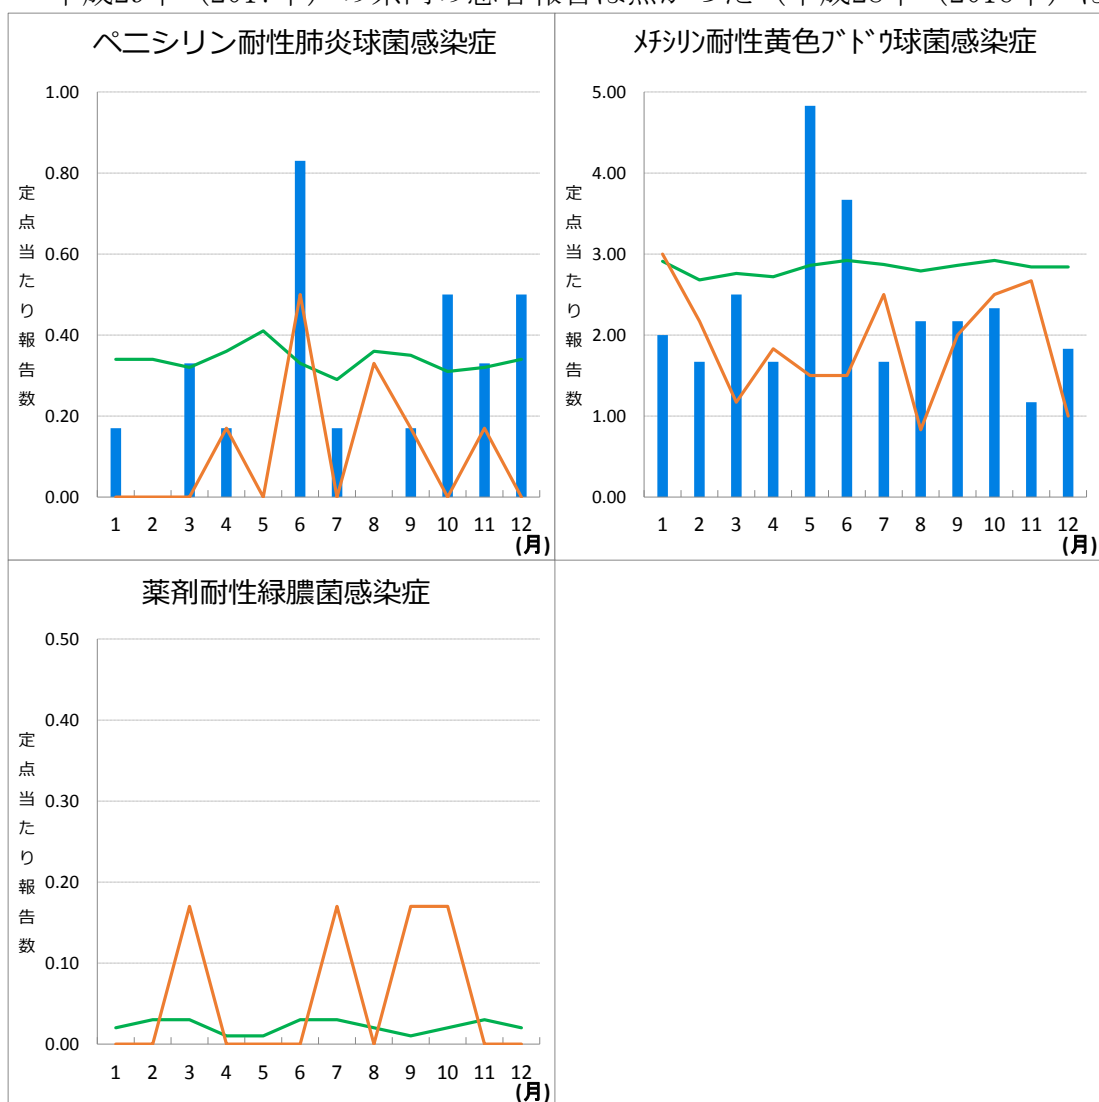 ペニシリン耐性肺炎球菌感染症
1.00
0.80
0.60
0.40
0.20
0.00
定点当たり報告数
1 2 3 4 5 6 7 8 9 10 11 12
(月)
ﾒﾁｼﾘﾝ耐性黄色ﾌﾞﾄﾞｳ球菌感染症
5.00
4.00
3.00
2.00
1.00
0.00
定点当たり報告数
1 2 3 4 5 6 7 8 9 10 11 12
(月)
薬剤耐性緑膿菌感染症
0.50
0.40
0.30
0.20
0.10
0.00
定点当たり報告数
1 2 3 4 5 6 7 8 9 10 11 12
(月)